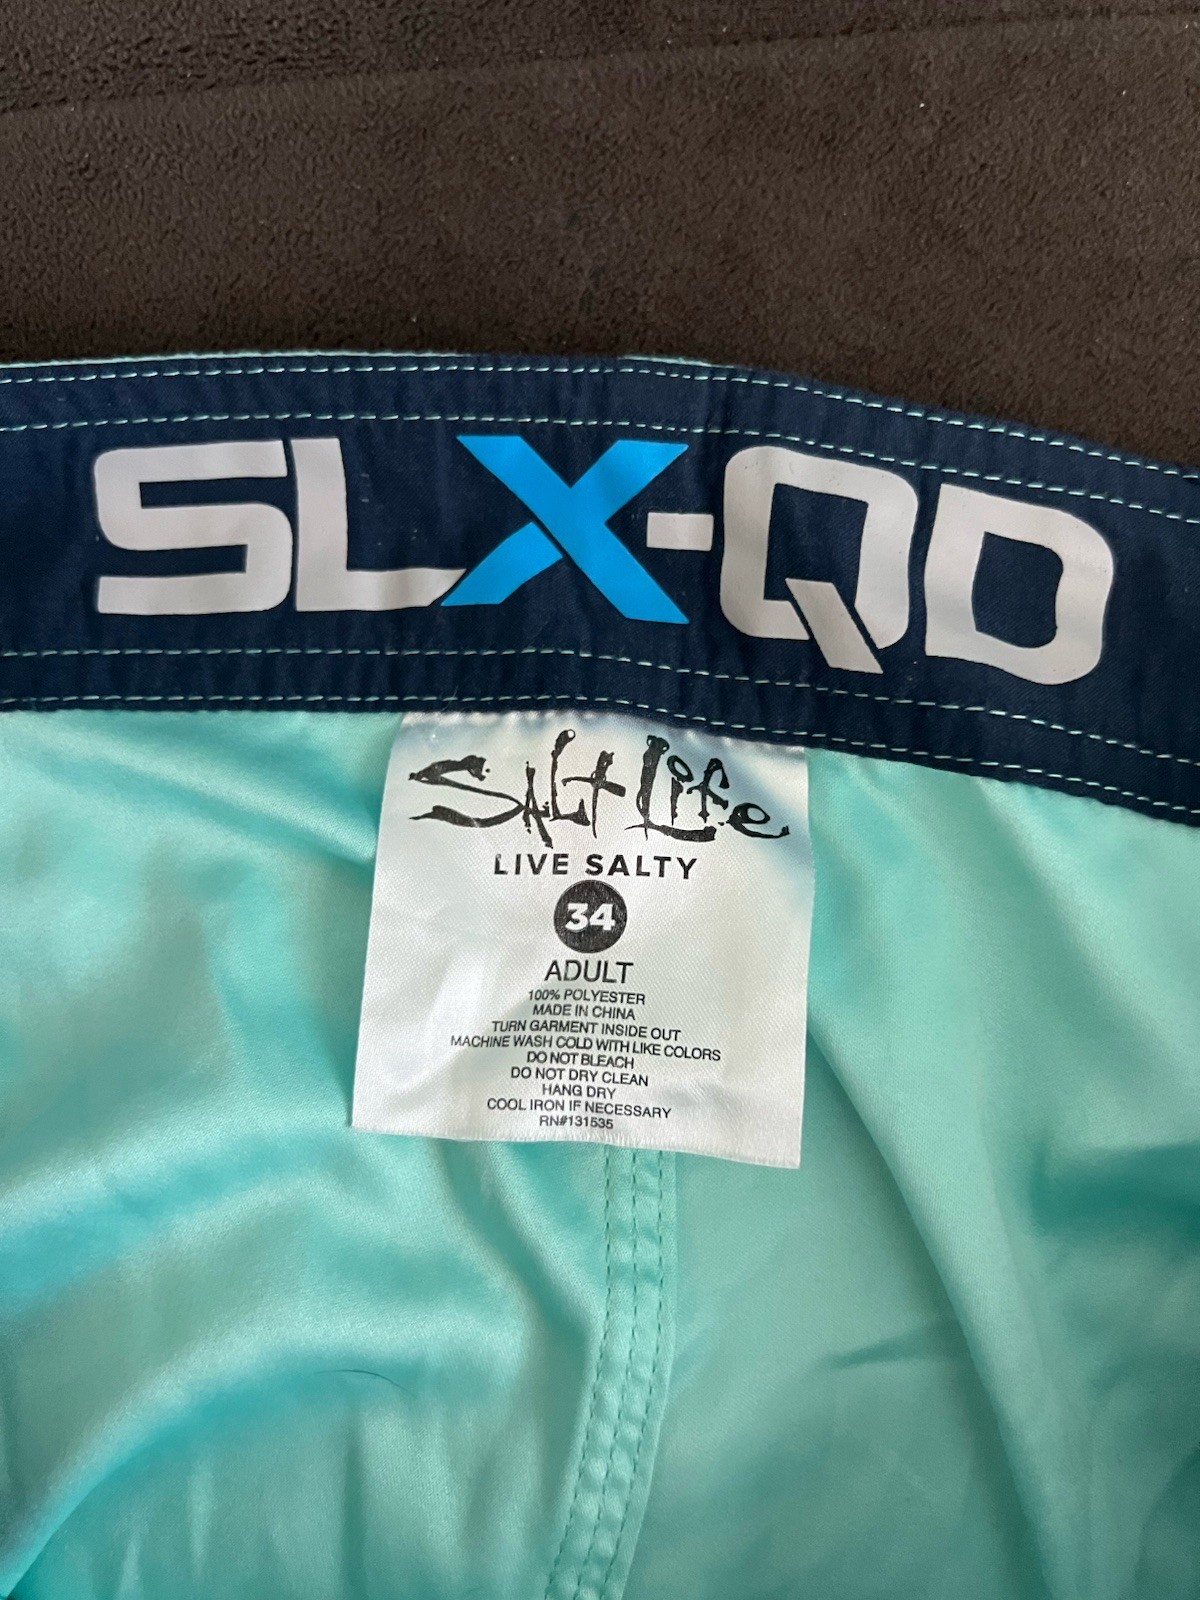 SLX-QD
Salt Life
LIVE SALTY
34
ADULT
100% POLYESTER
MADE IN CHINA
TURN GARMENT INSIDE OUT
MACHINE WASH COLD WITH LIKE COLORS
DO NOT BLEACH
DO NOT DRY CLEAN
HANG DRY
COOL IRON IF NECESSARY
RN#131535